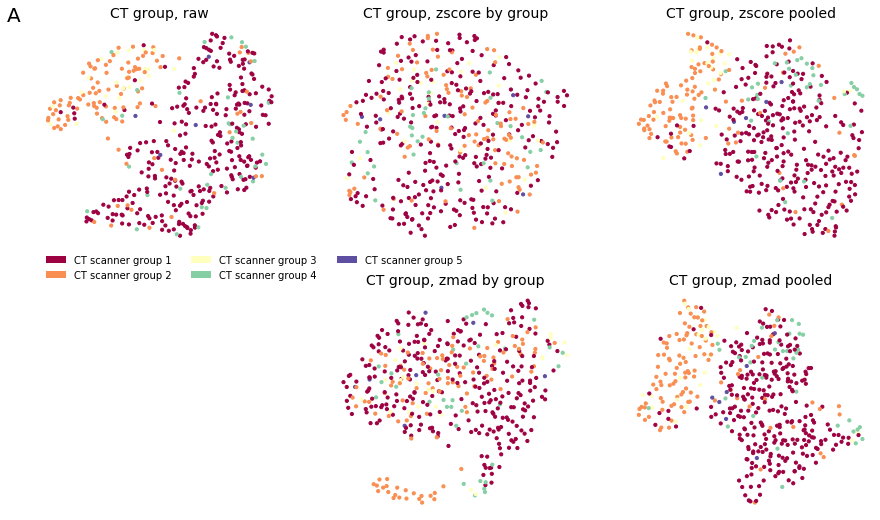 A
CT group, raw
CT group, zscore by group
CT group, zscore pooled
CT scanner group 1
CT scanner group 3
CT scanner group 5
CT scanner group 2
CT scanner group 4
CT group, zmad by group
CT group, zmad pooled